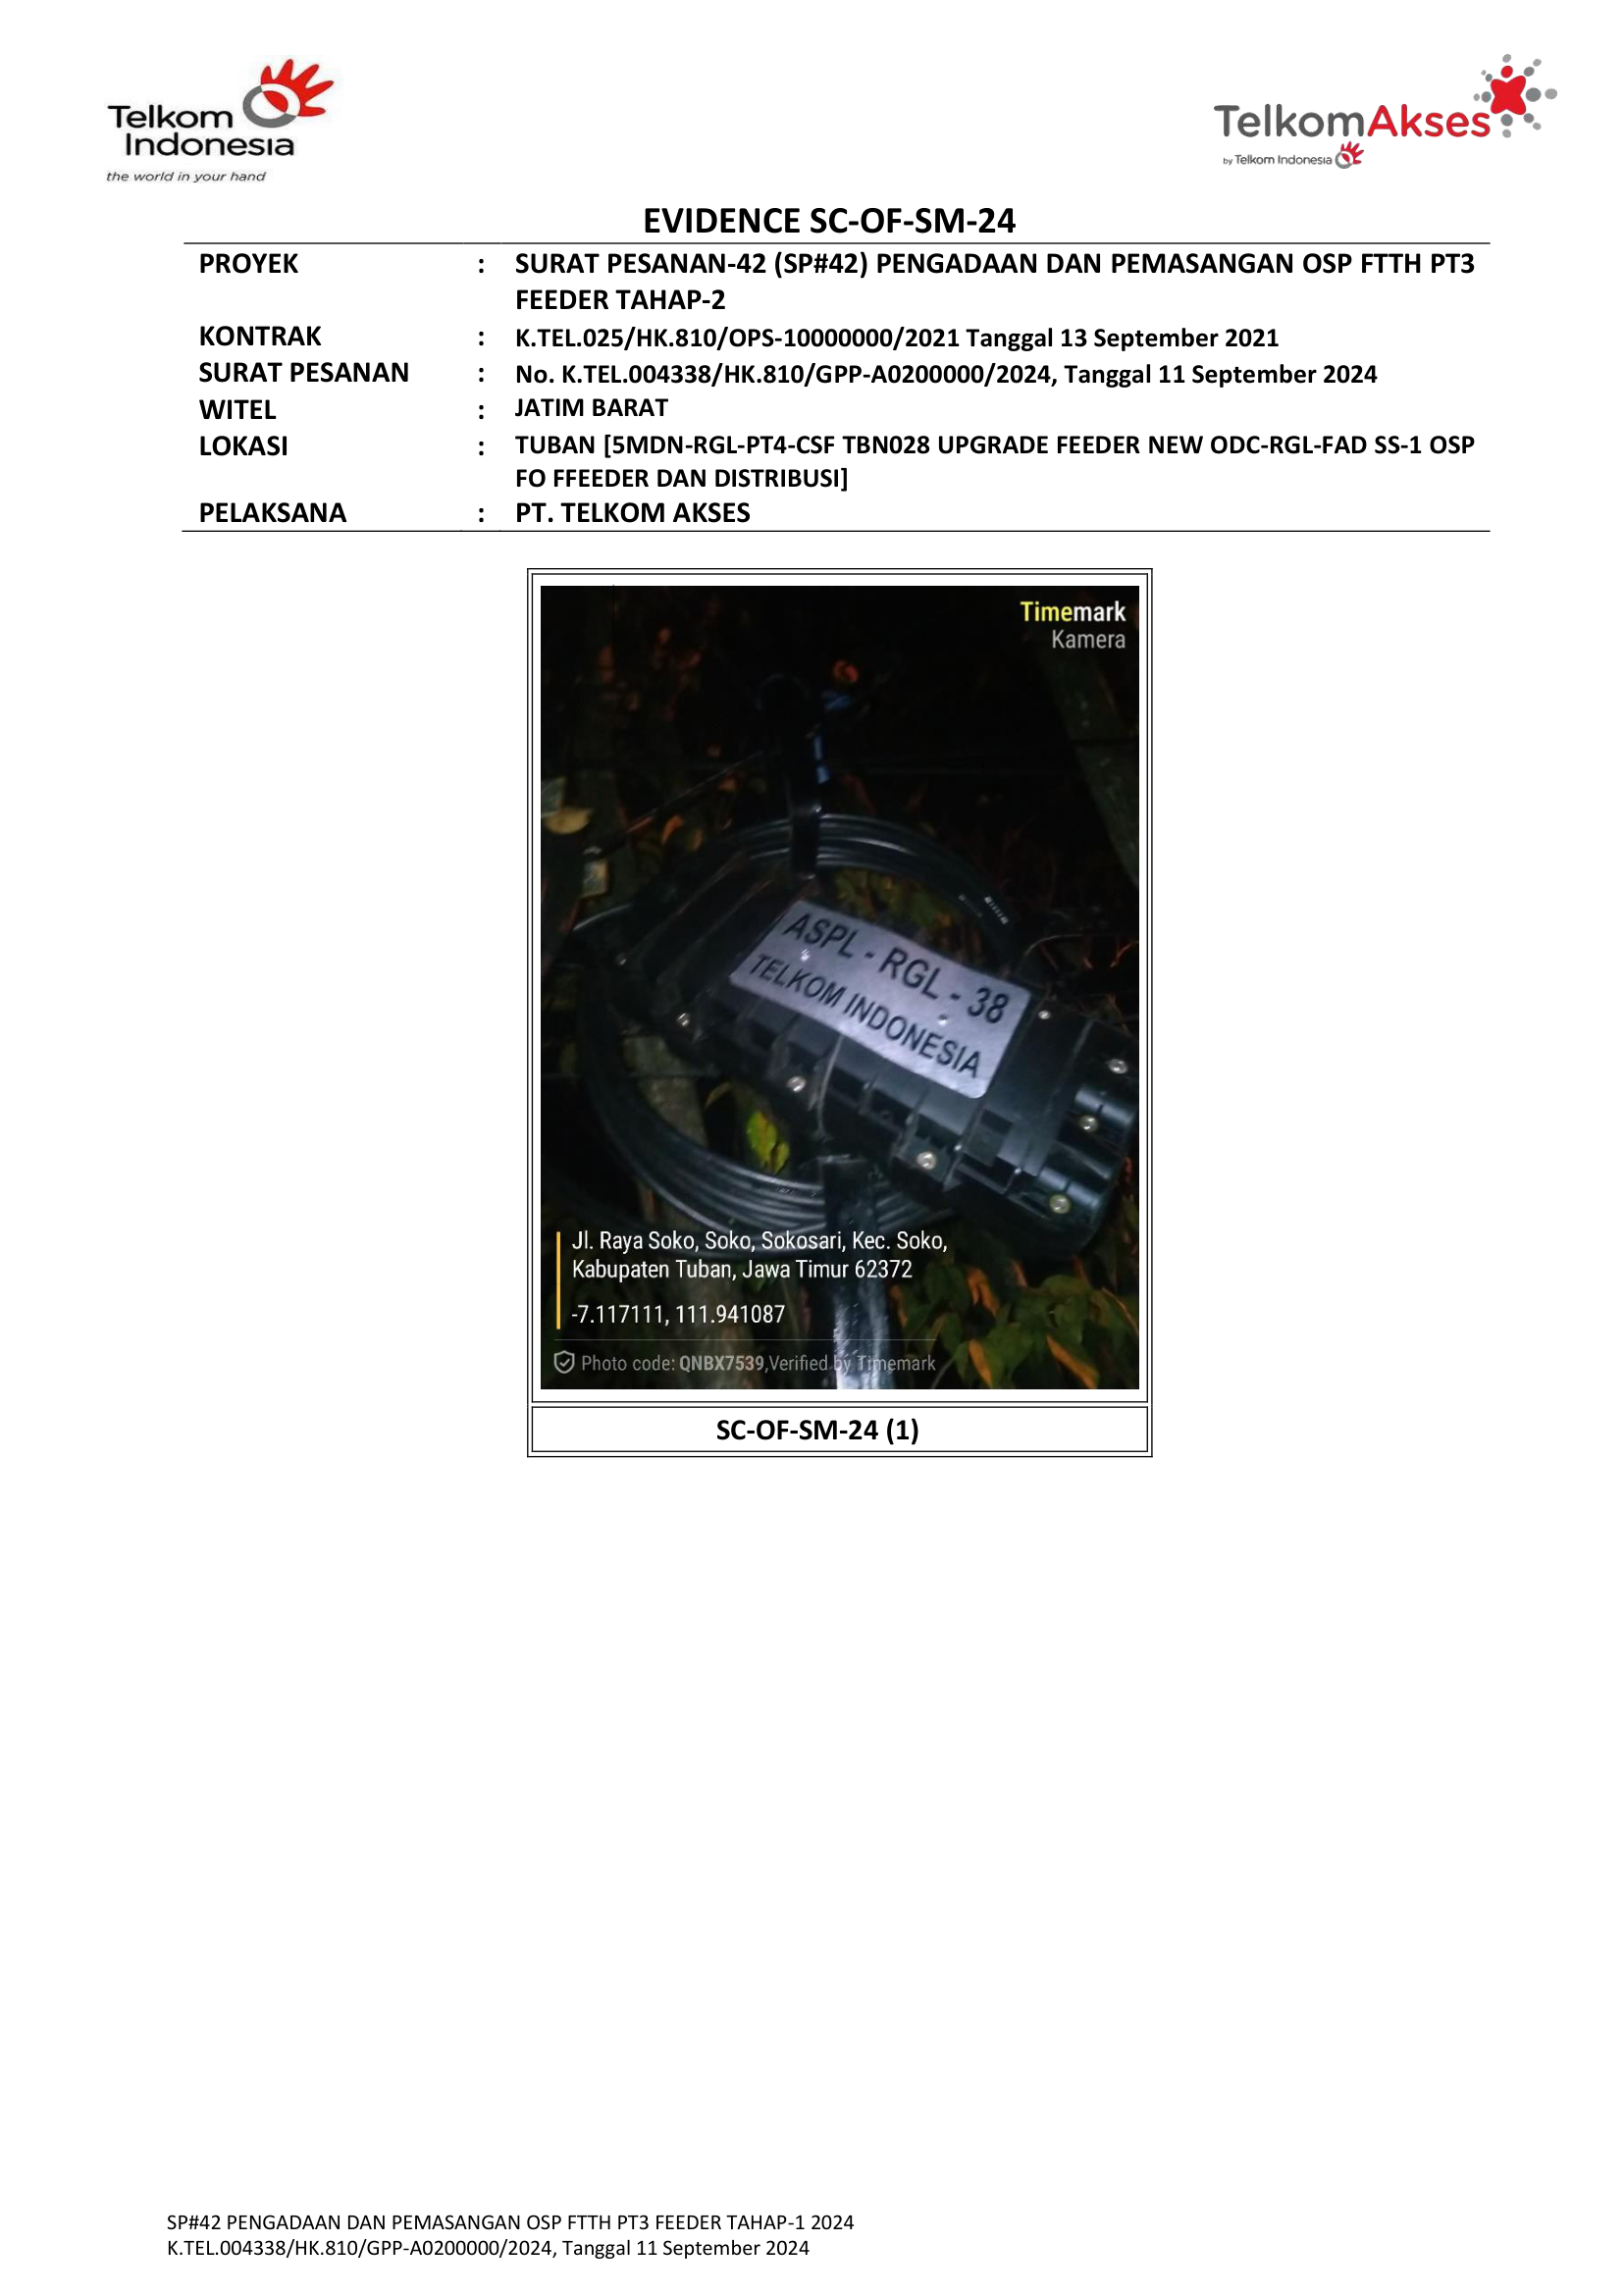 Telkom
Indonesia
the world in your hand
TelkomAkses
by Telkom Indonesia
EVIDENCE SC-OF-SM-24
PROYEK : SURAT PESANAN-42 (SP#42) PENGADAAN DAN PEMASANGAN OSP FTTH PT3
FEEDER TAHAP-2
KONTRAK : K.TEL.025/HK.810/OPS-10000000/2021 Tanggal 13 September 2021
SURAT PESANAN : No. K.TEL.004338/HK.810/GPP-A0200000/2024, Tanggal 11 September 2024
WITEL : JATIM BARAT
LOKASI : TUBAN [5MDN-RGL-PT4-CSF TBN028 UPGRADE FEEDER NEW ODC-RGL-FAD SS-1 OSP
FO FFEEDER DAN DISTRIBUSI]
PELAKSANA : PT. TELKOM AKSES
Timemark
Kamera
ASPL - RGL - 38
TELKOM INDONESIA
Jl. Raya Soko, Soko, Sokosari, Kec. Soko,
Kabupaten Tuban, Jawa Timur 62372
-7.117111, 111.941087
Photo code: QNBX7539,Verified by Timemark
SC-OF-SM-24 (1)
SP#42 PENGADAAN DAN PEMASANGAN OSP FTTH PT3 FEEDER TAHAP-1 2024
K.TEL.004338/HK.810/GPP-A0200000/2024, Tanggal 11 September 2024